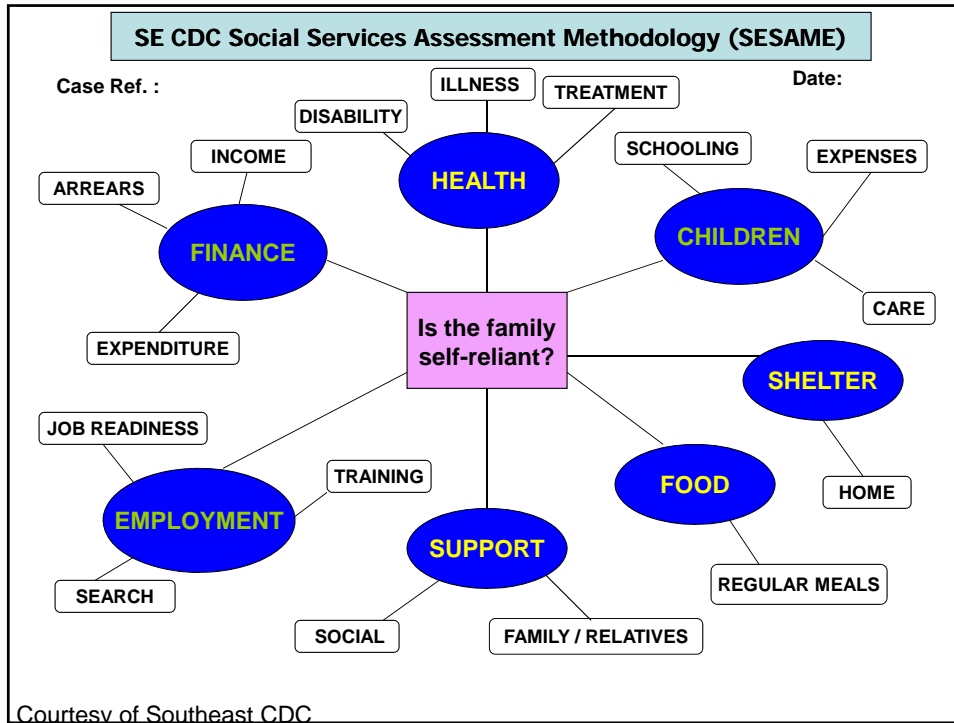 SE CDC Social Services Assessment Methodology (SESAME)
Case Ref. :
Date:
ILLNESS
TREATMENT
DISABILITY
HEALTH
INCOME
ARREARS
FINANCE
EXPENDITURE
SCHOOLING
EXPENSES
CHILDREN
CARE
Is the family
self-reliant?
SHELTER
HOME
JOB READINESS
TRAINING
EMPLOYMENT
SEARCH
FOOD
REGULAR MEALS
SUPPORT
SOCIAL
FAMILY / RELATIVES
Courtesy of Southeast CDC